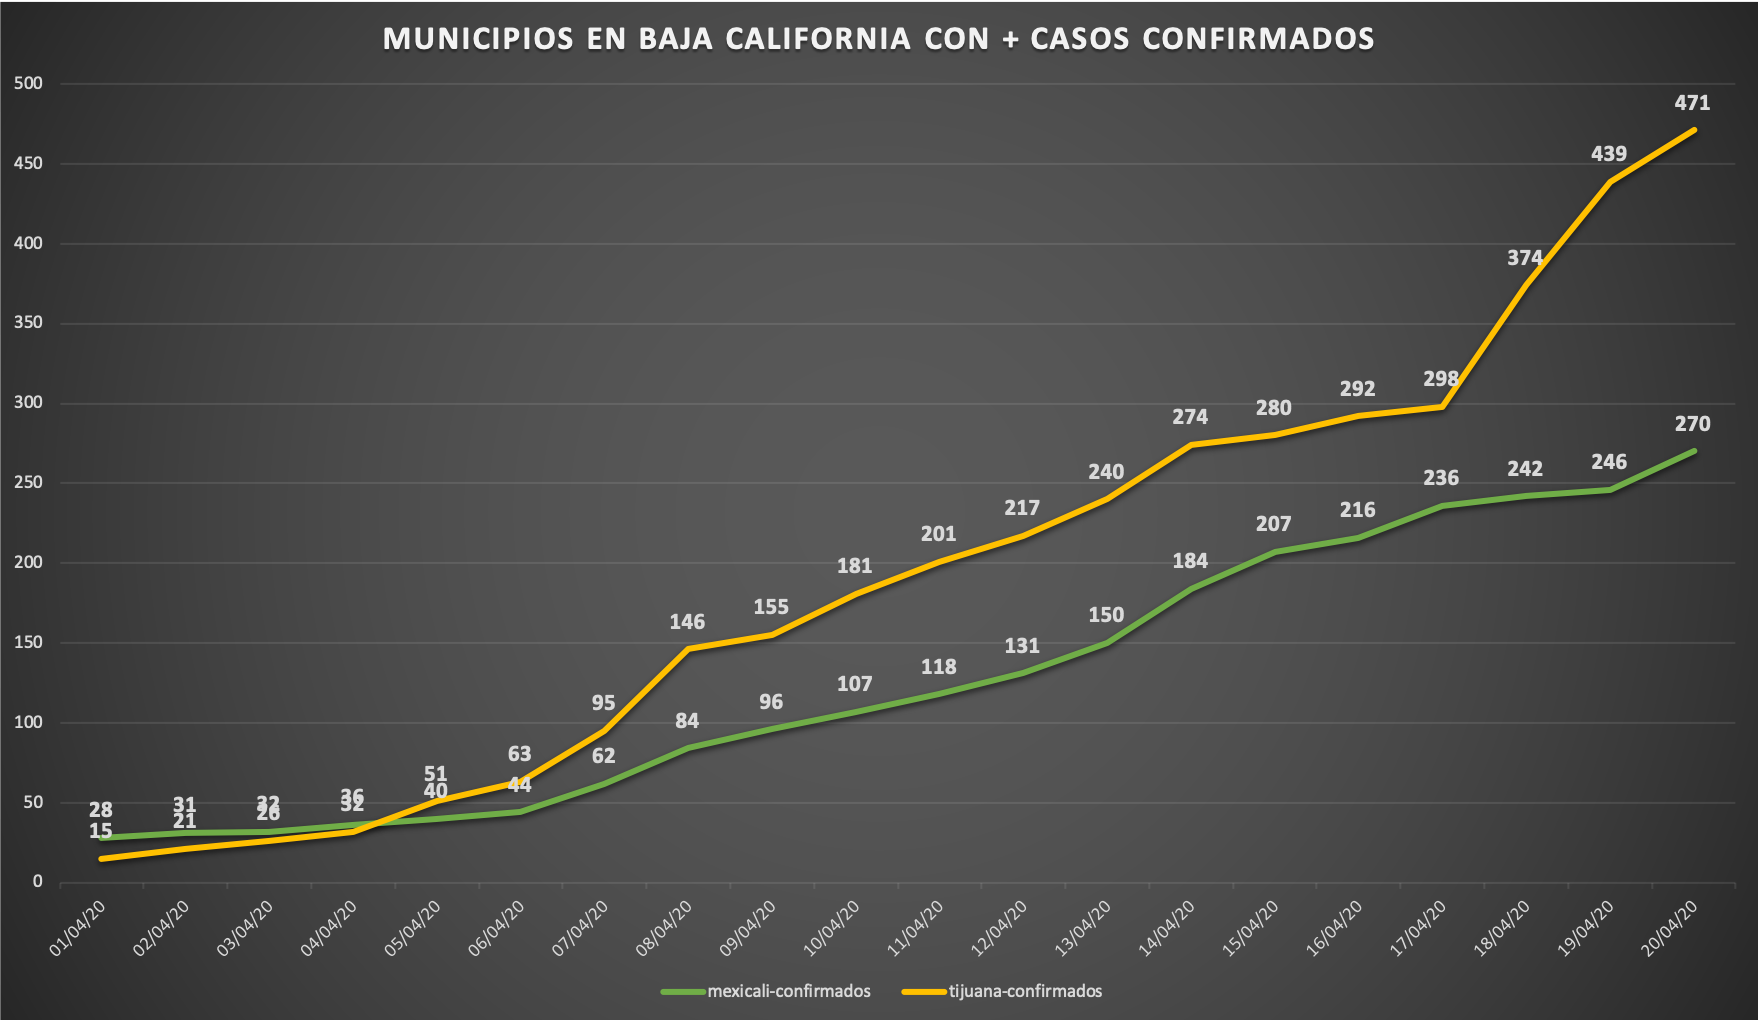 MUNICIPIOS EN BAJA CALIFORNIA CON + CASOS CONFIRMADOS
500
450
400
350
300
250
200
150
100
50
0
28 31 32 36 40 44 62 84 96 107 118 131 150 184 207 216 236 242 246 270
15 21 26 32 51 63 95 146 155 181 201 217 240 274 280 292 298 374 439 471
01/04/20 02/04/20 03/04/20 04/04/20 05/04/20 06/04/20 07/04/20 08/04/20 09/04/20 10/04/20 11/04/20 12/04/20 13/04/20 14/04/20 15/04/20 16/04/20 17/04/20 18/04/20 19/04/20 20/04/20
mexicali-confirmados tijuana-confirmados